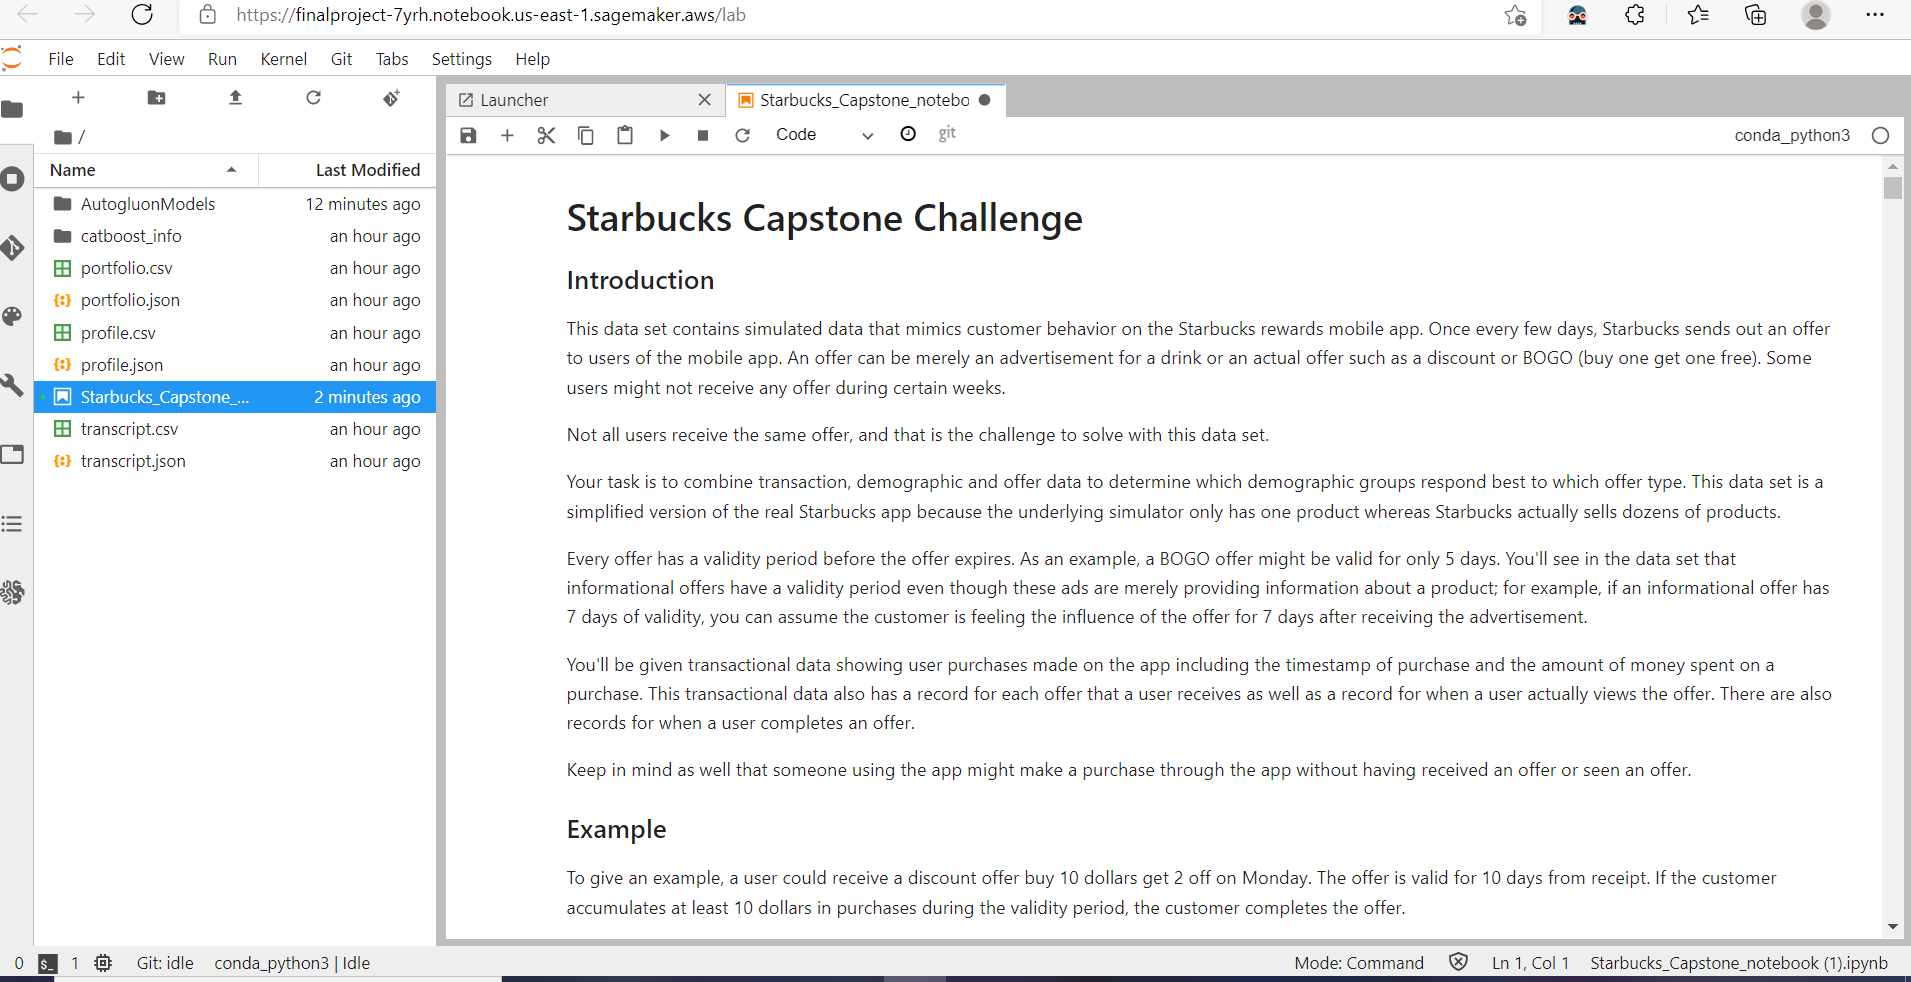 https://finalproject-7yrh.notebook.us-east-1.sagemaker.aws/lab
File Edit View Run Kernel Git Tabs Settings Help
/
Name Last Modified
AutogluonModels 12 minutes ago
catboost_info an hour ago
portfolio.csv an hour ago
portfolio.json an hour ago
profile.csv an hour ago
profile.json an hour ago
Starbucks_Capstone_... 2 minutes ago
transcript.csv an hour ago
transcript.json an hour ago
Launcher
Starbucks_Capstone_notebo
Code git conda_python3
Starbucks Capstone Challenge
Introduction
This data set contains simulated data that mimics customer behavior on the Starbucks rewards mobile app. Once every few days, Starbucks sends out an offer
to users of the mobile app. An offer can be merely an advertisement for a drink or an actual offer such as a discount or BOGO (buy one get one free). Some
users might not receive any offer during certain weeks.
Not all users receive the same offer, and that is the challenge to solve with this data set.
Your task is to combine transaction, demographic and offer data to determine which demographic groups respond best to which offer type. This data set is a
simplified version of the real Starbucks app because the underlying simulator only has one product whereas Starbucks actually sells dozens of products.
Every offer has a validity period before the offer expires. As an example, a BOGO offer might be valid for only 5 days. You'll see in the data set that
informational offers have a validity period even though these ads are merely providing information about a product; for example, if an informational offer has
7 days of validity, you can assume the customer is feeling the influence of the offer for 7 days after receiving the advertisement.
You'll be given transactional data showing user purchases made on the app including the timestamp of purchase and the amount of money spent on a
purchase. This transactional data also has a record for each offer that a user receives as well as a record for when a user actually views the offer. There are also
records for when a user completes an offer.
Keep in mind as well that someone using the app might make a purchase through the app without having received an offer or seen an offer.
Example
To give an example, a user could receive a discount offer buy 10 dollars get 2 off on Monday. The offer is valid for 10 days from receipt. If the customer
accumulates at least 10 dollars in purchases during the validity period, the customer completes the offer.
0 $_ 1 Git: idle conda_python3 | Idle Mode: Command Ln 1, Col 1 Starbucks_Capstone_notebook (1).ipynb